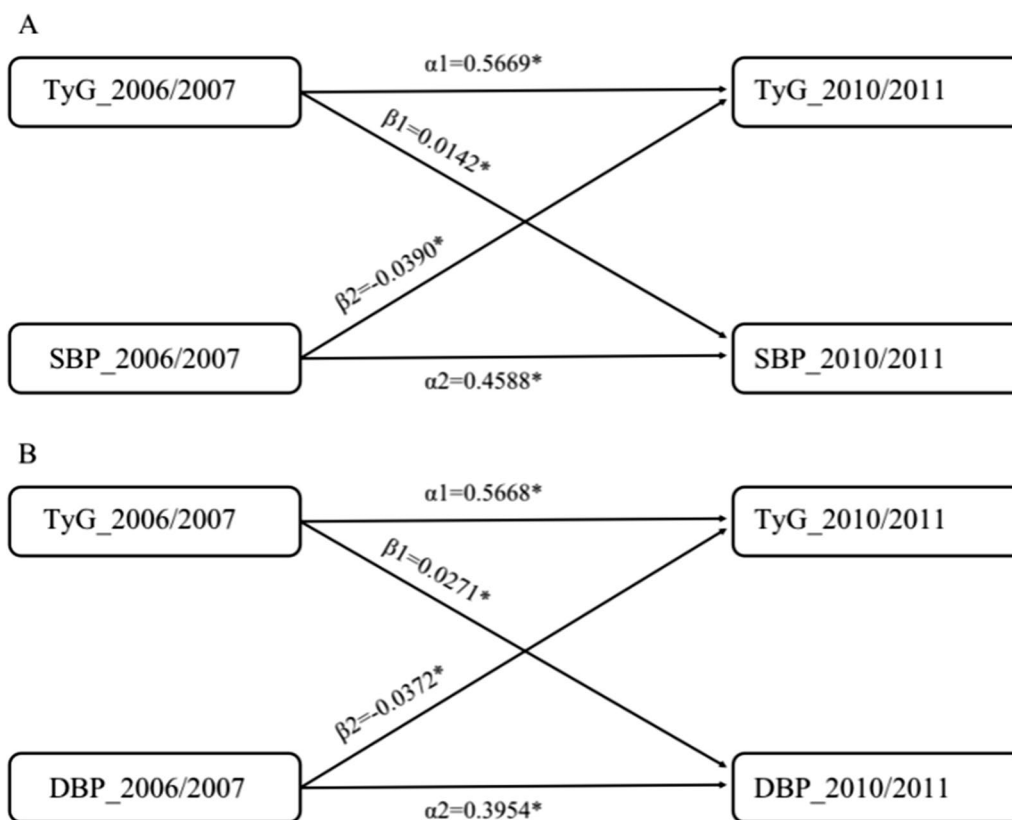 A
α1=0.5669*
TyG_2006/2007
TyG_2010/2011
β1=0.0142*
β2=-0.0390*
SBP_2006/2007
SBP_2010/2011
α2=0.4588*
B
α1=0.5668*
TyG_2006/2007
TyG_2010/2011
β1=0.0271*
β2=-0.0372*
DBP_2006/2007
DBP_2010/2011
α2=0.3954*